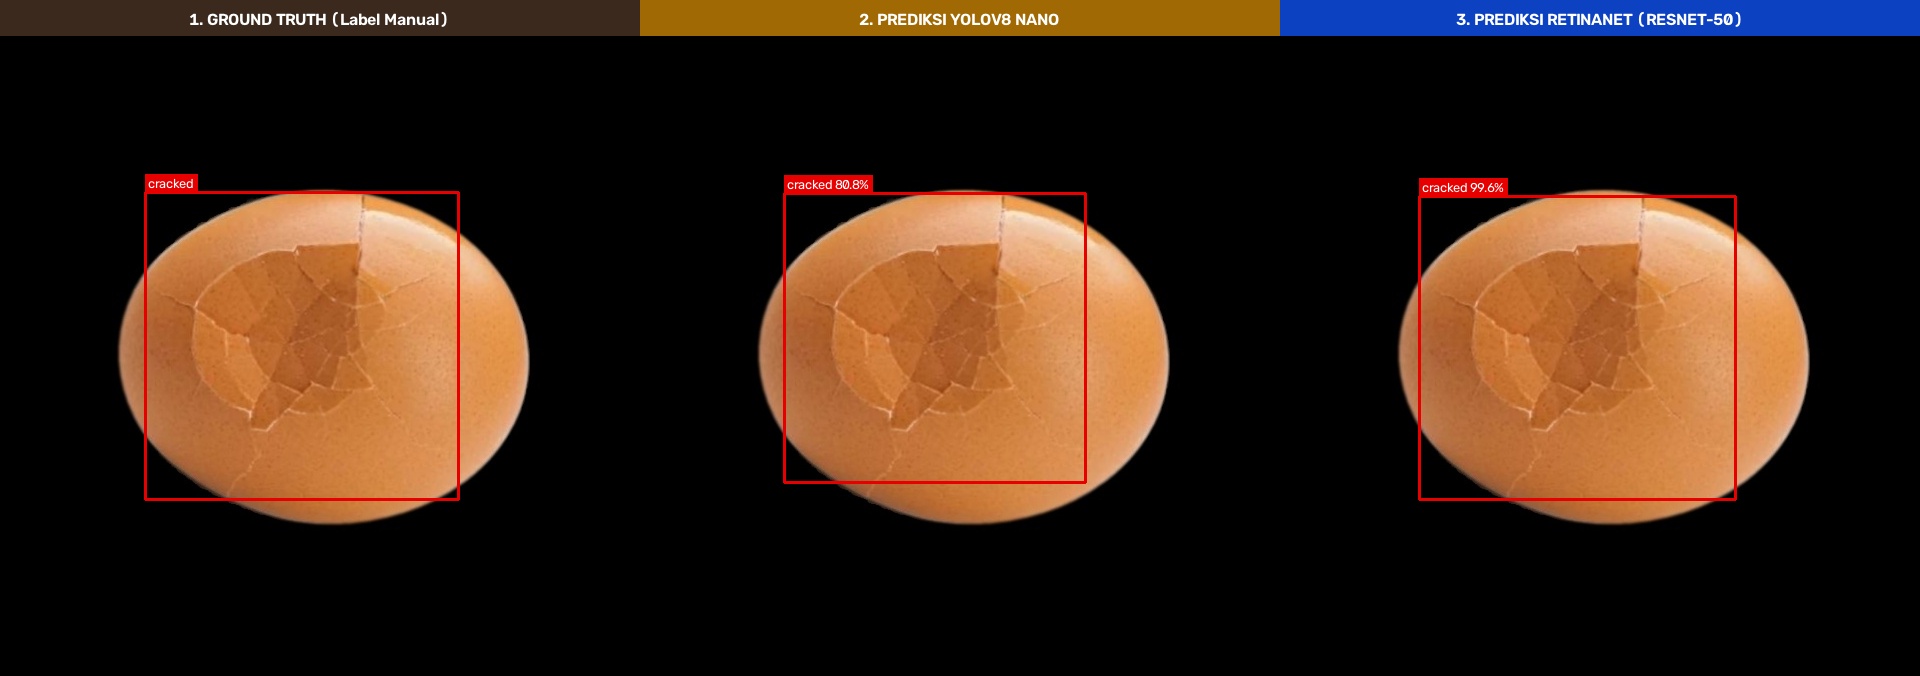 1. GROUND TRUTH (Label Manual)
2. PREDIKSI YOLOV8 NANO
3. PREDIKSI RETINANET (RESNET-50)
cracked
cracked 80.8%
cracked 99.6%